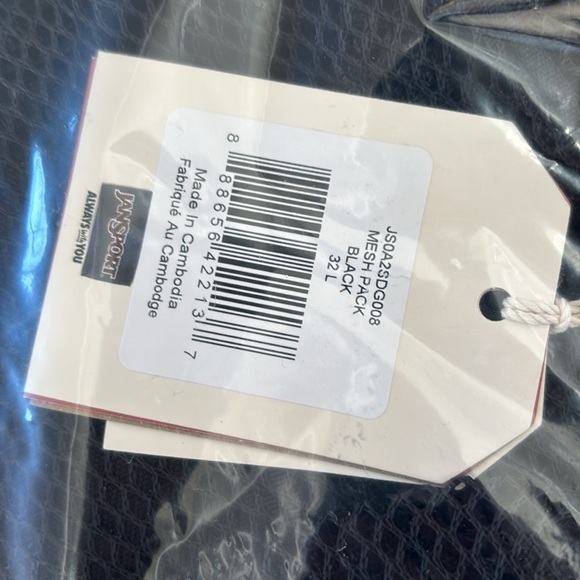 JS0A2SDG008
MESH PACK
BLACK
32 L
8 88656 42213 7
Made In Cambodia
Fabriqué Au Cambodge
JANSPORT
ALWAYS with YOU